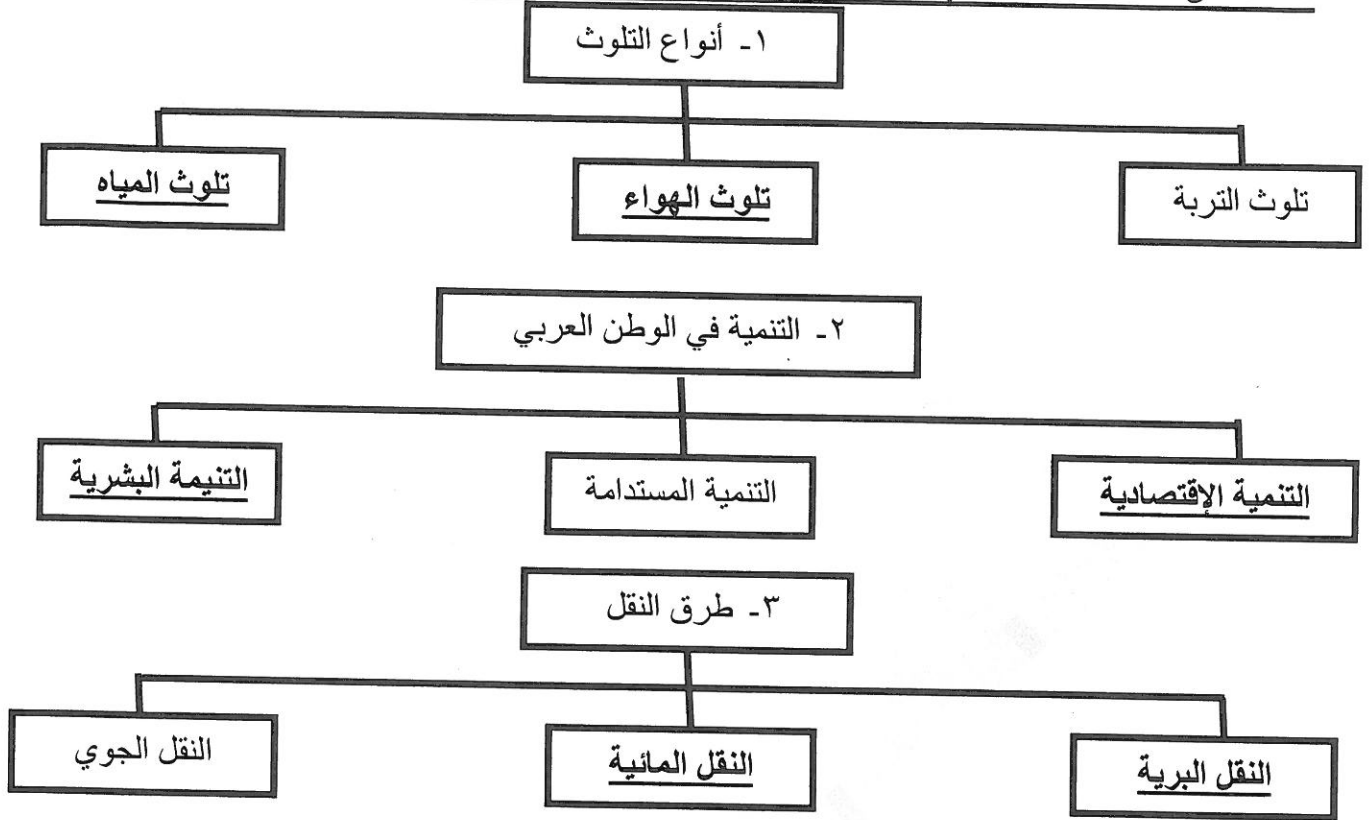 ١- أنواع التلوث
تلوث التربة
تلوث الهواء
تلوث المياه
٢- التنمية في الوطن العربي
التنمية الإقتصادية
التنمية المستدامة
التنيمة البشرية
٣- طرق النقل
النقل البرية
النقل المائية
النقل الجوي